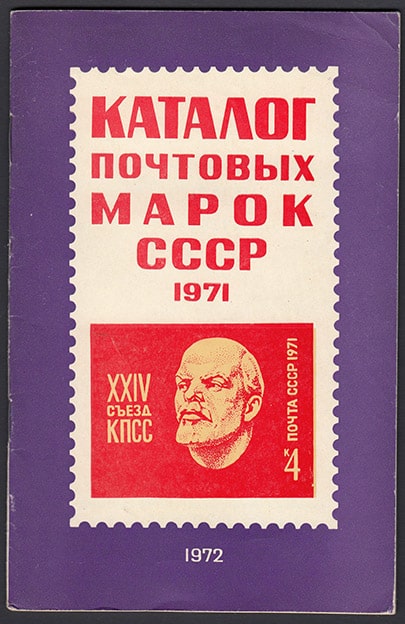 КАТАЛОГ
ПОЧТОВЫХ
МАРОК
СССР
1971
XXIV
СЪЕЗД
КПСС
ПОЧТА СССР 1971
К
4
1972